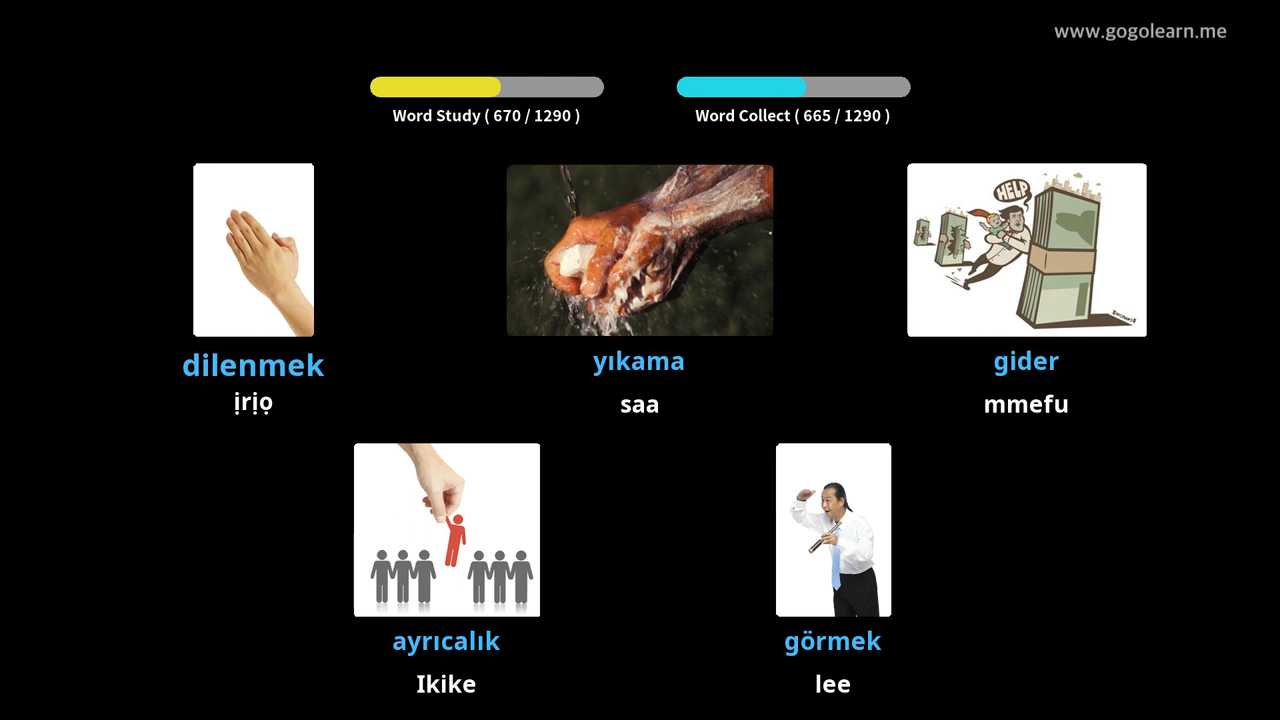 www.gogolearn.me
Word Study ( 670 / 1290 )
Word Collect ( 665 / 1290 )
HELP
dilenmek
ịrịọ
yıkama
saa
gider
mmefu
ayrıcalık
Ikike
görmek
lee